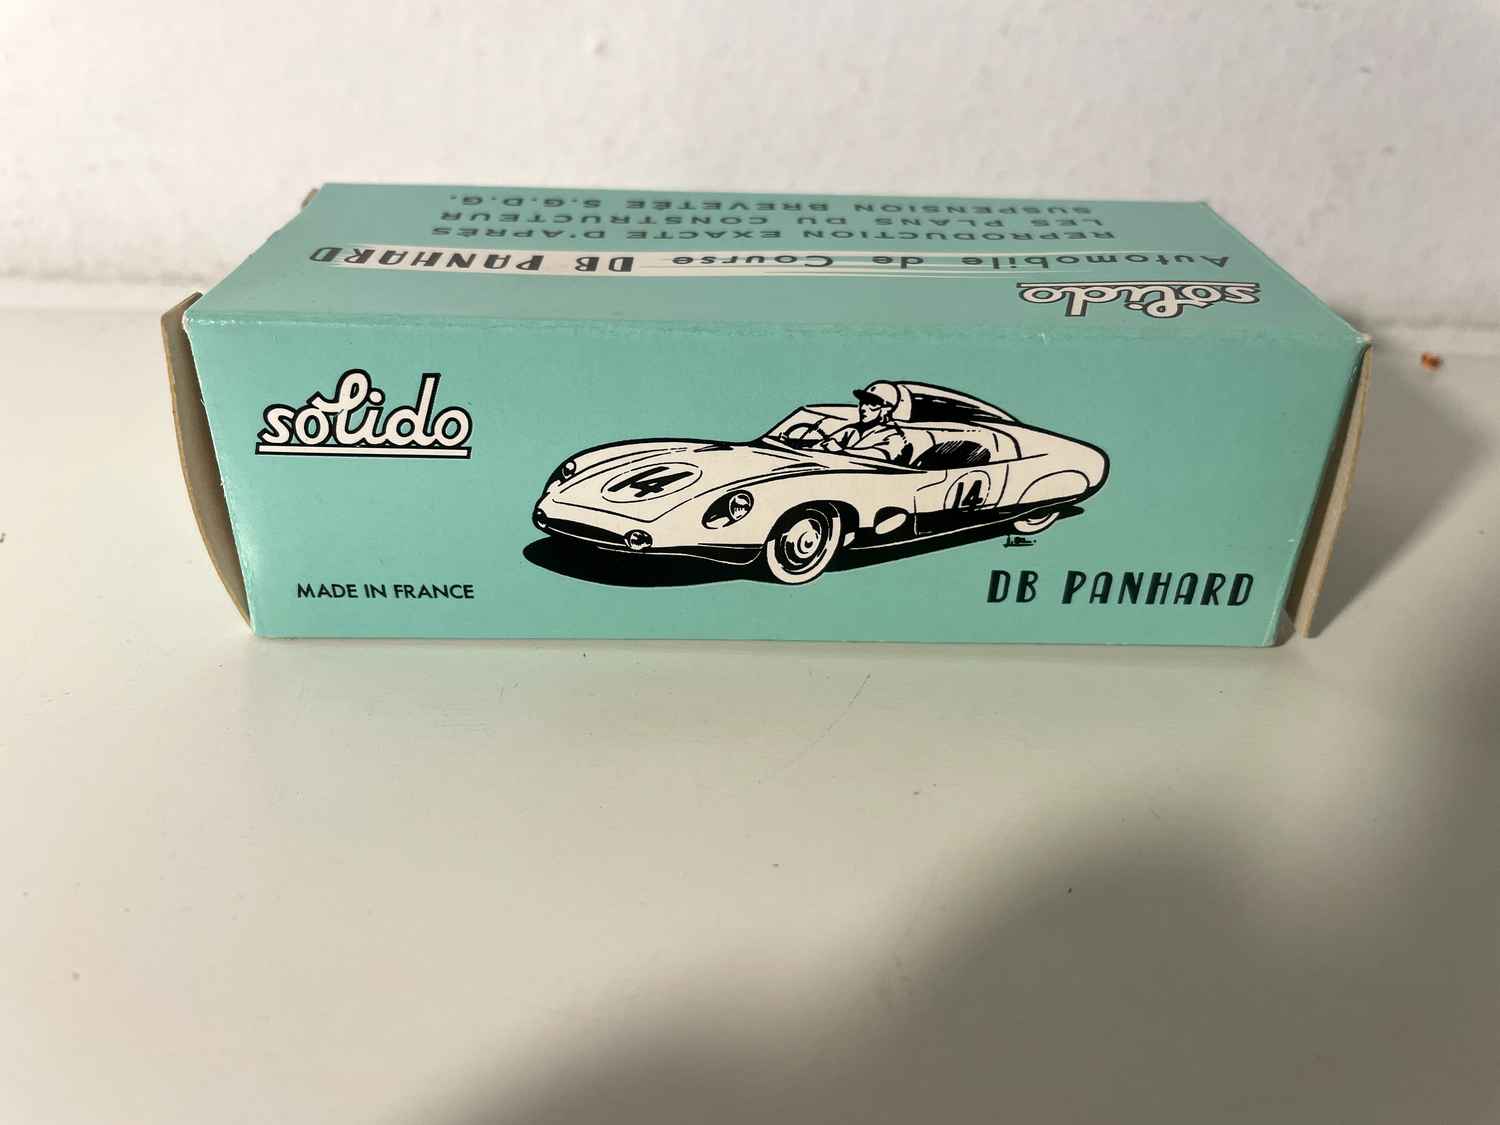 solido
Automobile de Course DB PANHARD
REPRODUCTION EXACTE D'APRÈS
LES PLANS DU CONSTRUCTEUR
SUSPENSION BREVETÉE S.G.D.G.
solido
14
14
MADE IN FRANCE
DB PANHARD